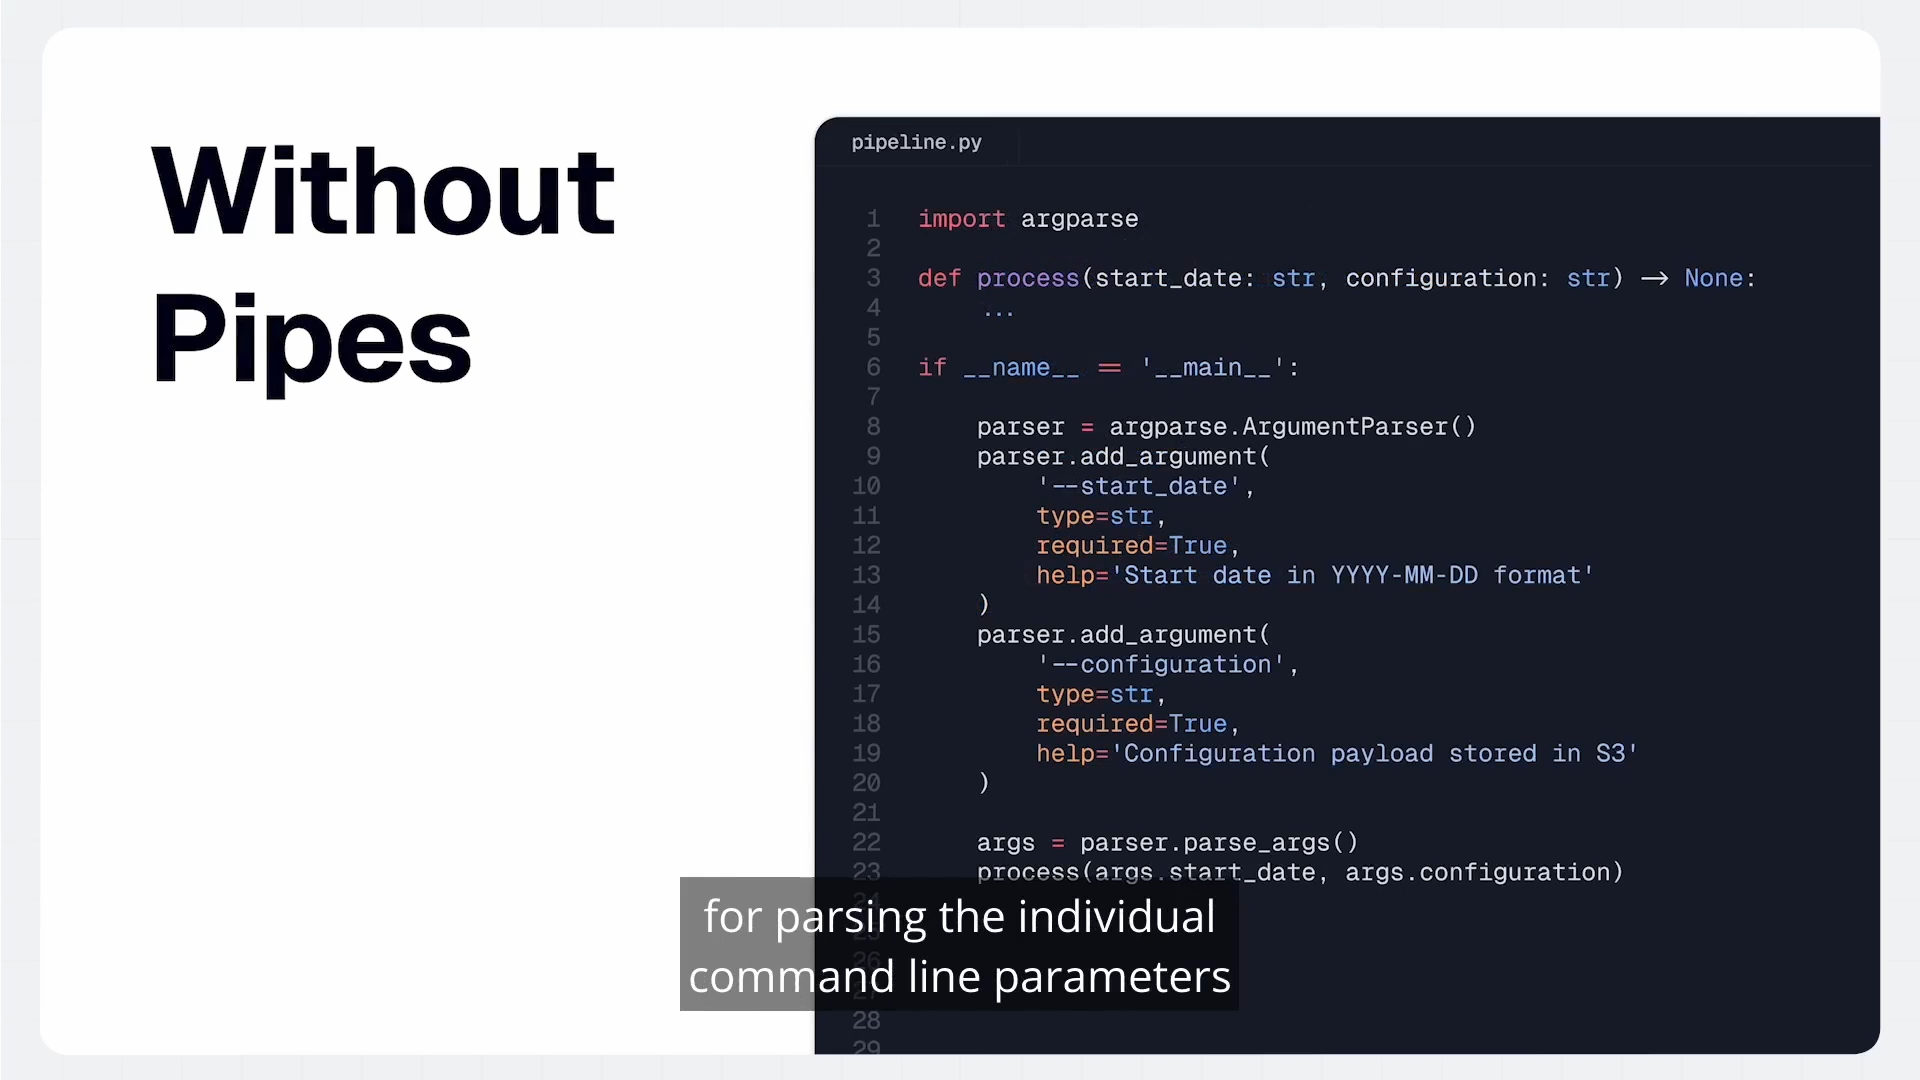 Without
Pipes
pipeline.py
1 import argparse
2
3 def process(start_date: str, configuration: str) -> None:
4 ...
5
6 if __name__ == '__main__':
7
8 parser = argparse.ArgumentParser()
9 parser.add_argument(
10 '--start_date',
11 type=str,
12 required=True,
13 help='Start date in YYYY-MM-DD format'
14 )
15 parser.add_argument(
16 '--configuration',
17 type=str,
18 required=True,
19 help='Configuration payload stored in S3'
20 )
21
22 args = parser.parse_args()
23 process(args.start_date, args.configuration)
for parsing the individual
command line parameters
28
29